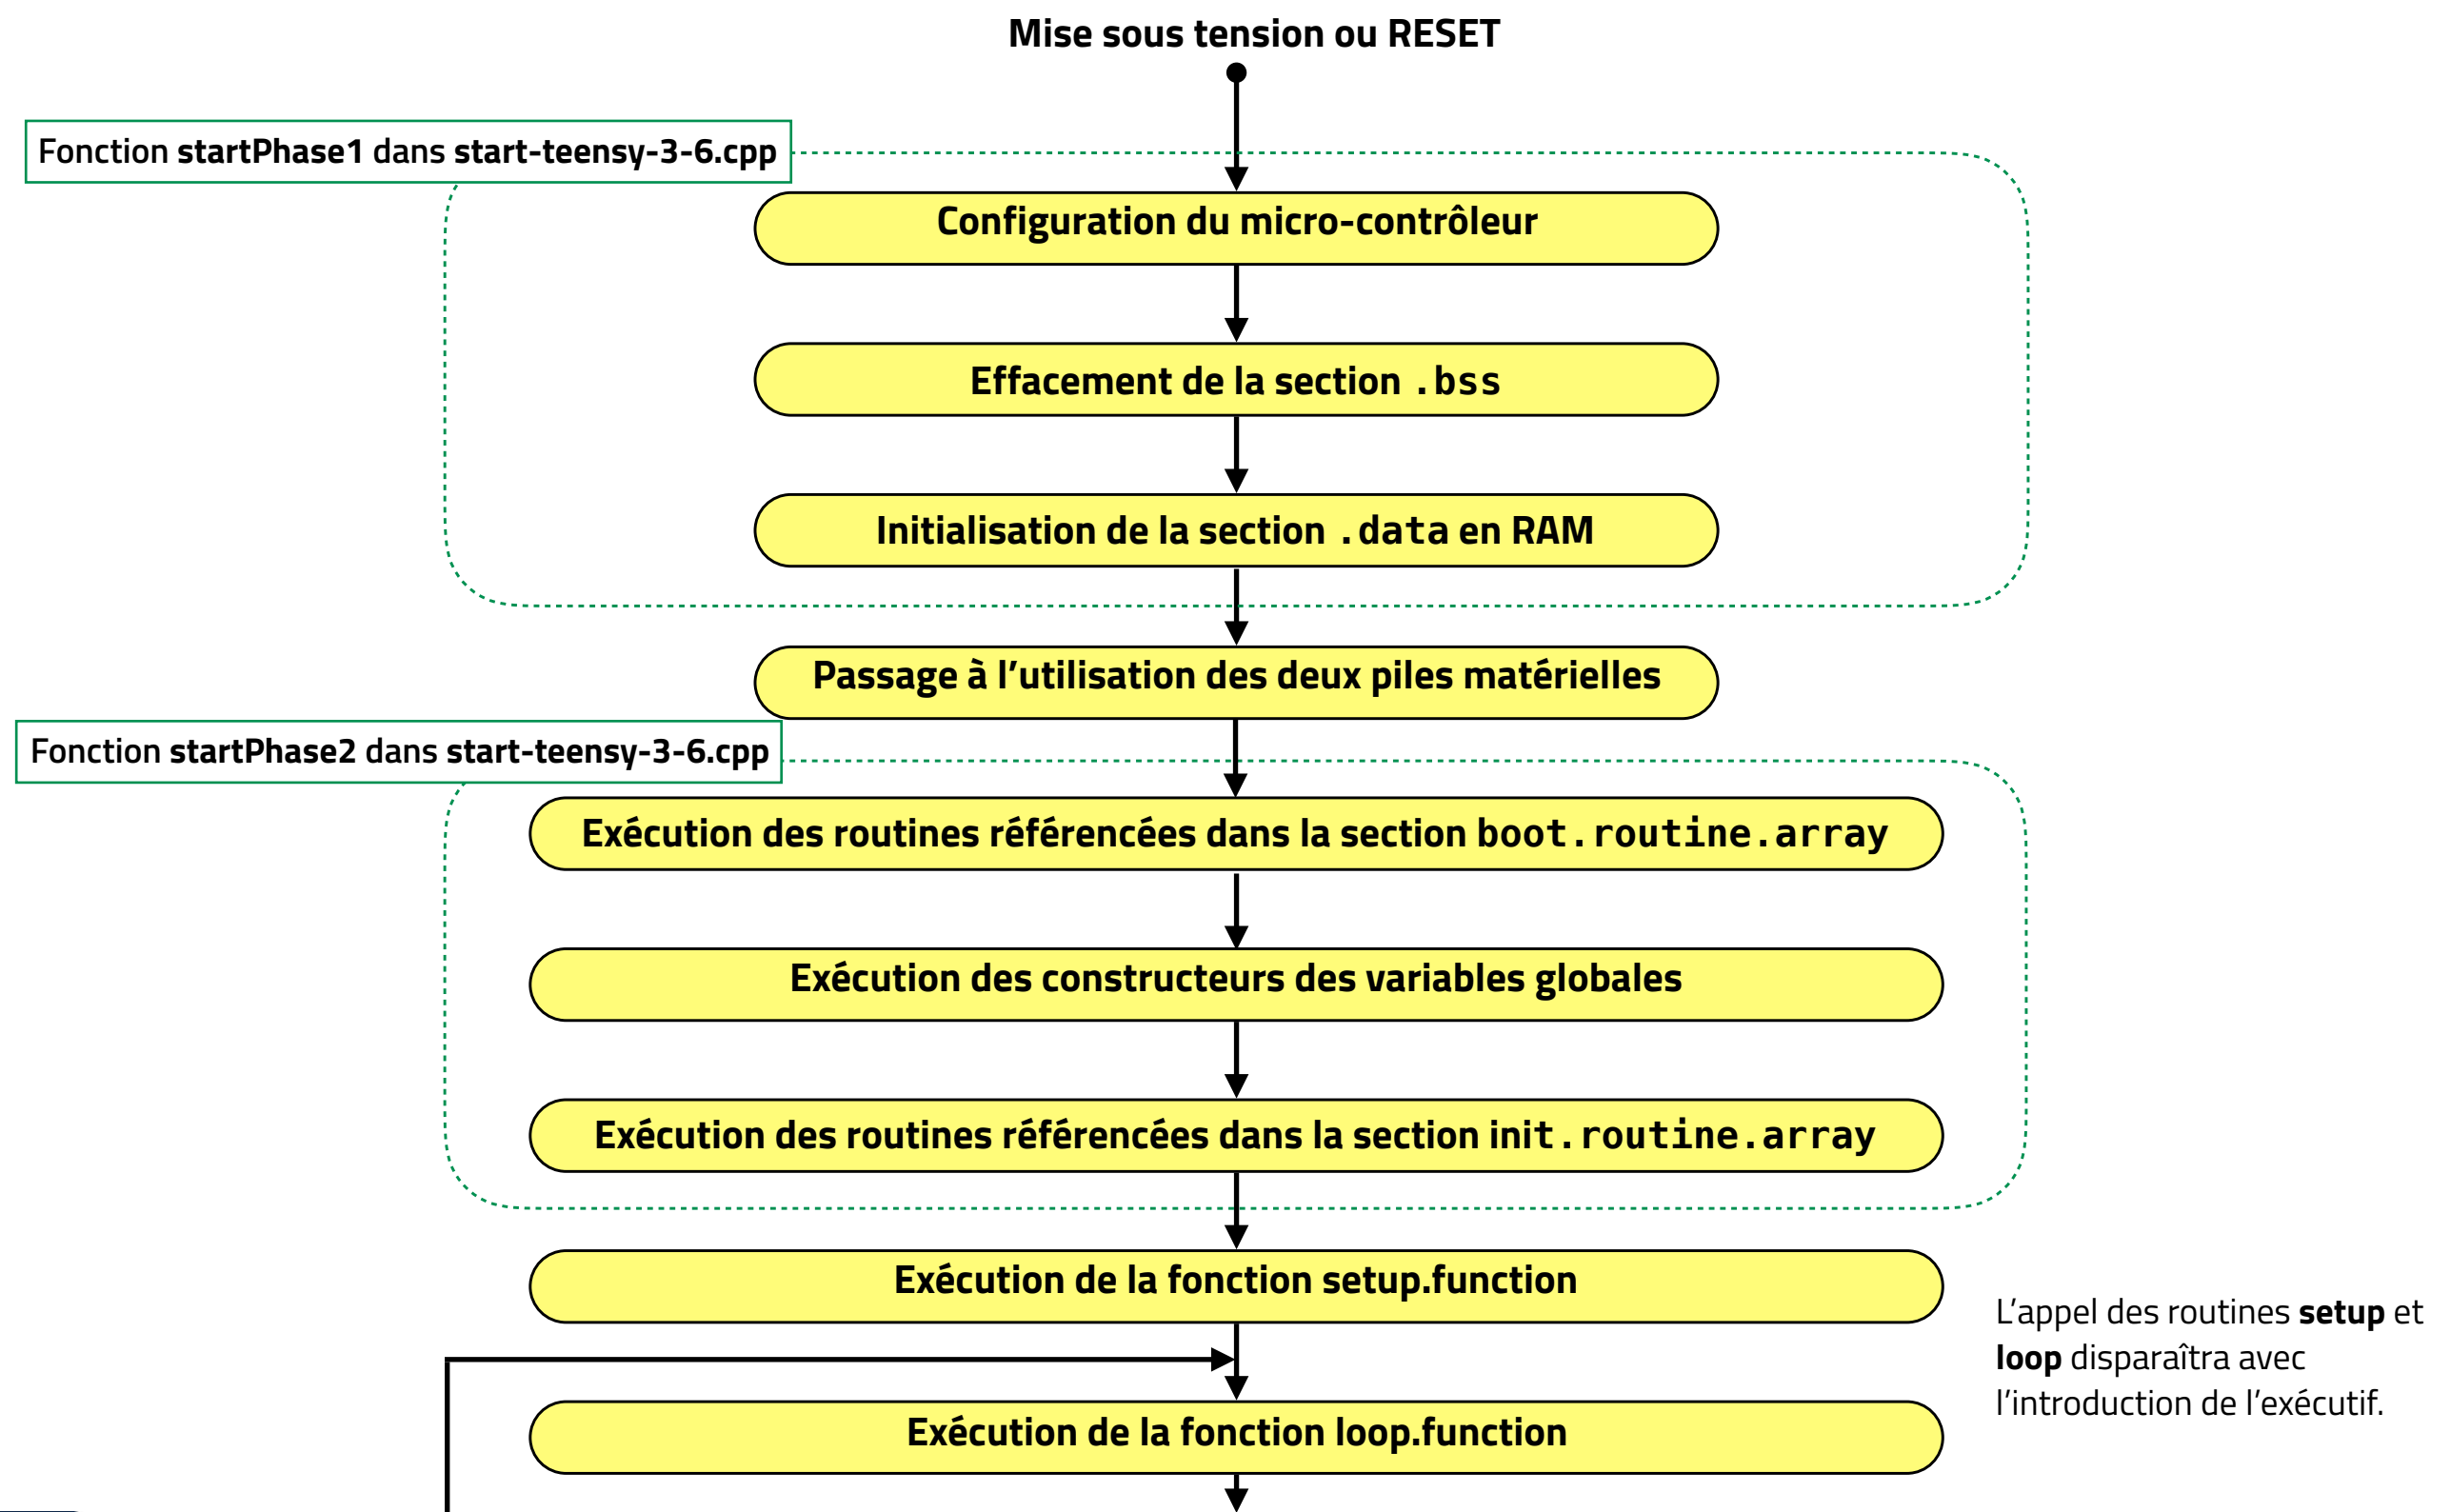 Mise sous tension ou RESET
Fonction startPhase1 dans start-teensy-3-6.cpp
Configuration du micro-contrôleur
Effacement de la section .bss
Initialisation de la section .data en RAM
Passage à l’utilisation des deux piles matérielles
Fonction startPhase2 dans start-teensy-3-6.cpp
Exécution des routines référencées dans la section boot.routine.array
Exécution des constructeurs des variables globales
Exécution des routines référencées dans la section init.routine.array
Exécution de la fonction setup.function
L’appel des routines setup et
loop disparaîtra avec
l’introduction de l’exécutif.
Exécution de la fonction loop.function